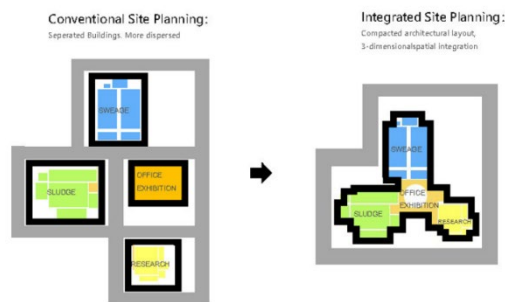 Conventional Site Planning:
Seperated Buildings. More dispersed
SWEAGE
OFFICE
EXHIBITION
SLUDGE
RESEARCH
Integrated Site Planning:
Compacted architectural layout,
3-dimensionalspatial integration
SWEAGE
OFFICE
EXHIBITION
SLUDGE
RESEARCH